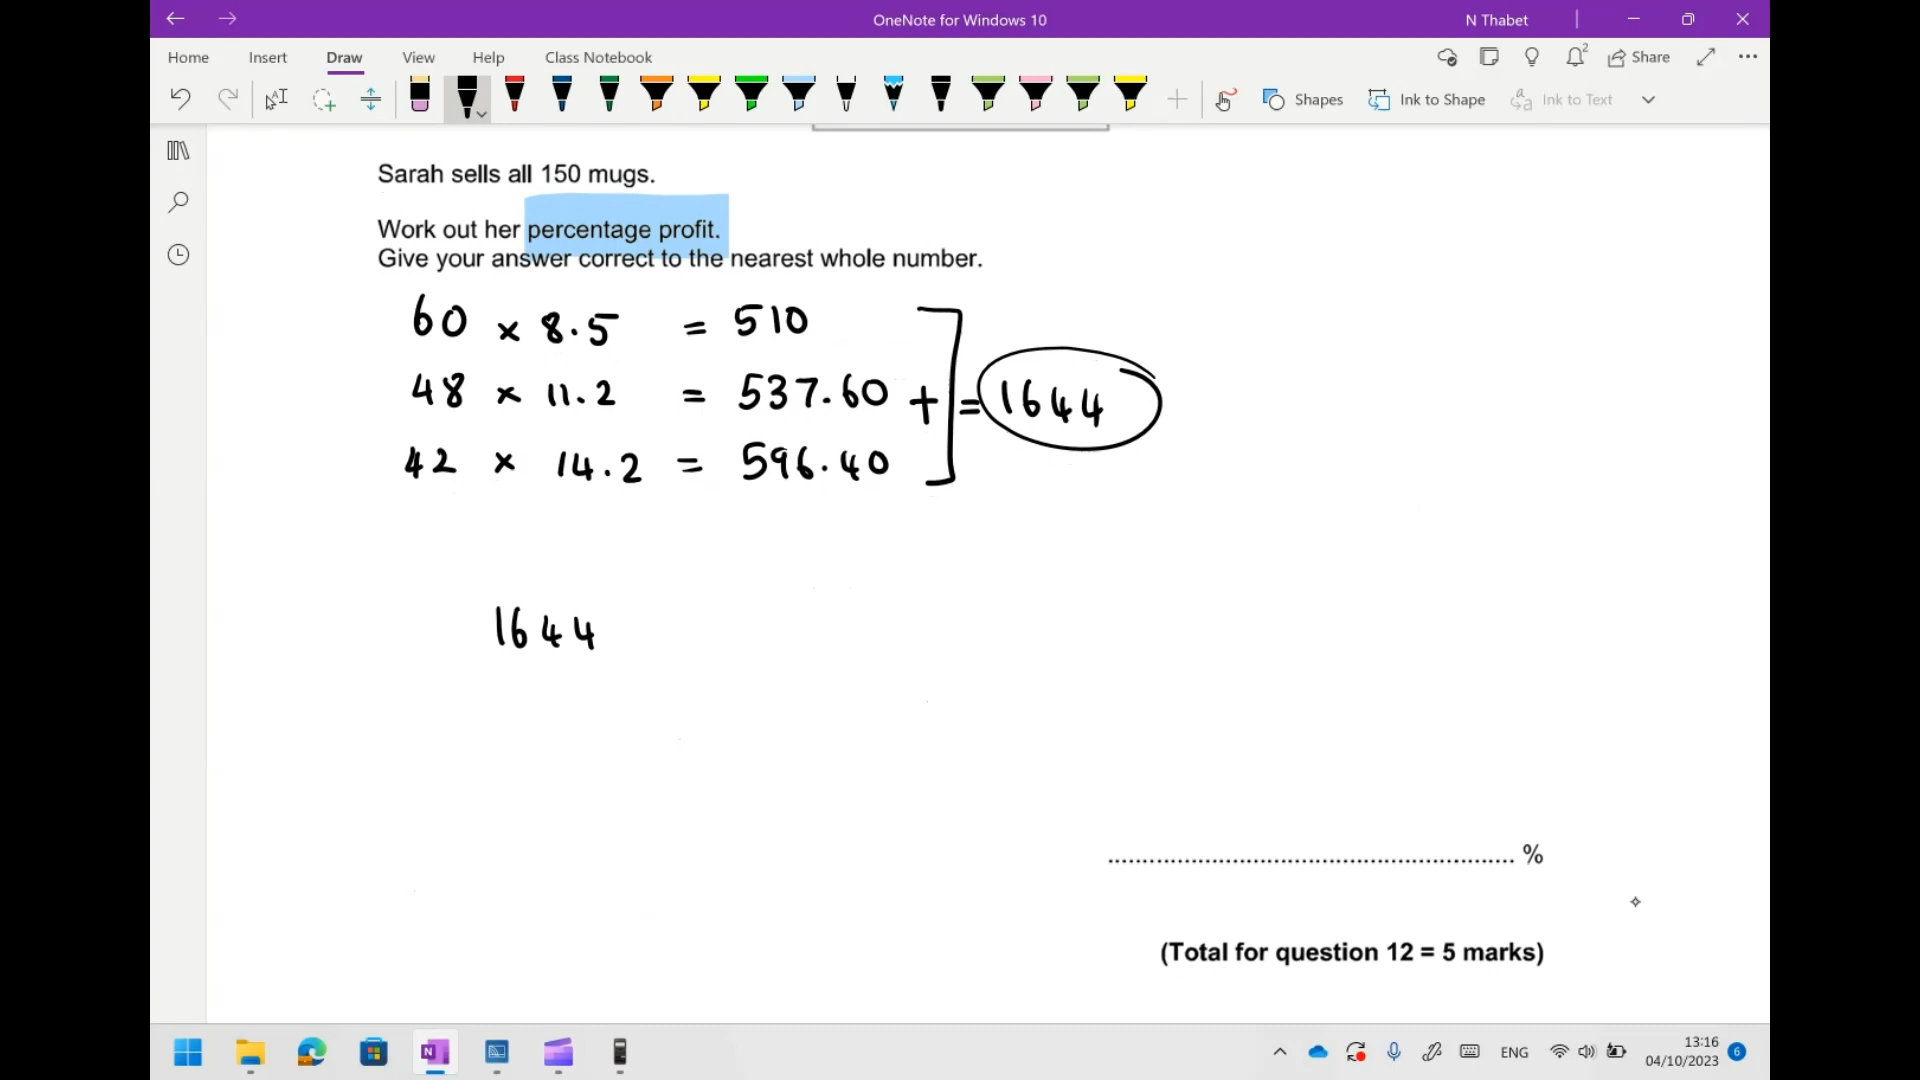 OneNote for Windows 10
N Thabet
Home Insert Draw View Help Class Notebook
2
Share
Shapes
Ink to Shape
Ink to Text
Sarah sells all 150 mugs.
Work out her percentage profit.
Give your answer correct to the nearest whole number.
60 × 8.5 = 510
48 × 11.2 = 537.60 + = 1644
42 × 14.2 = 596.40
1644
........................................................... %
(Total for question 12 = 5 marks)
ENG
13:16
04/10/2023
6